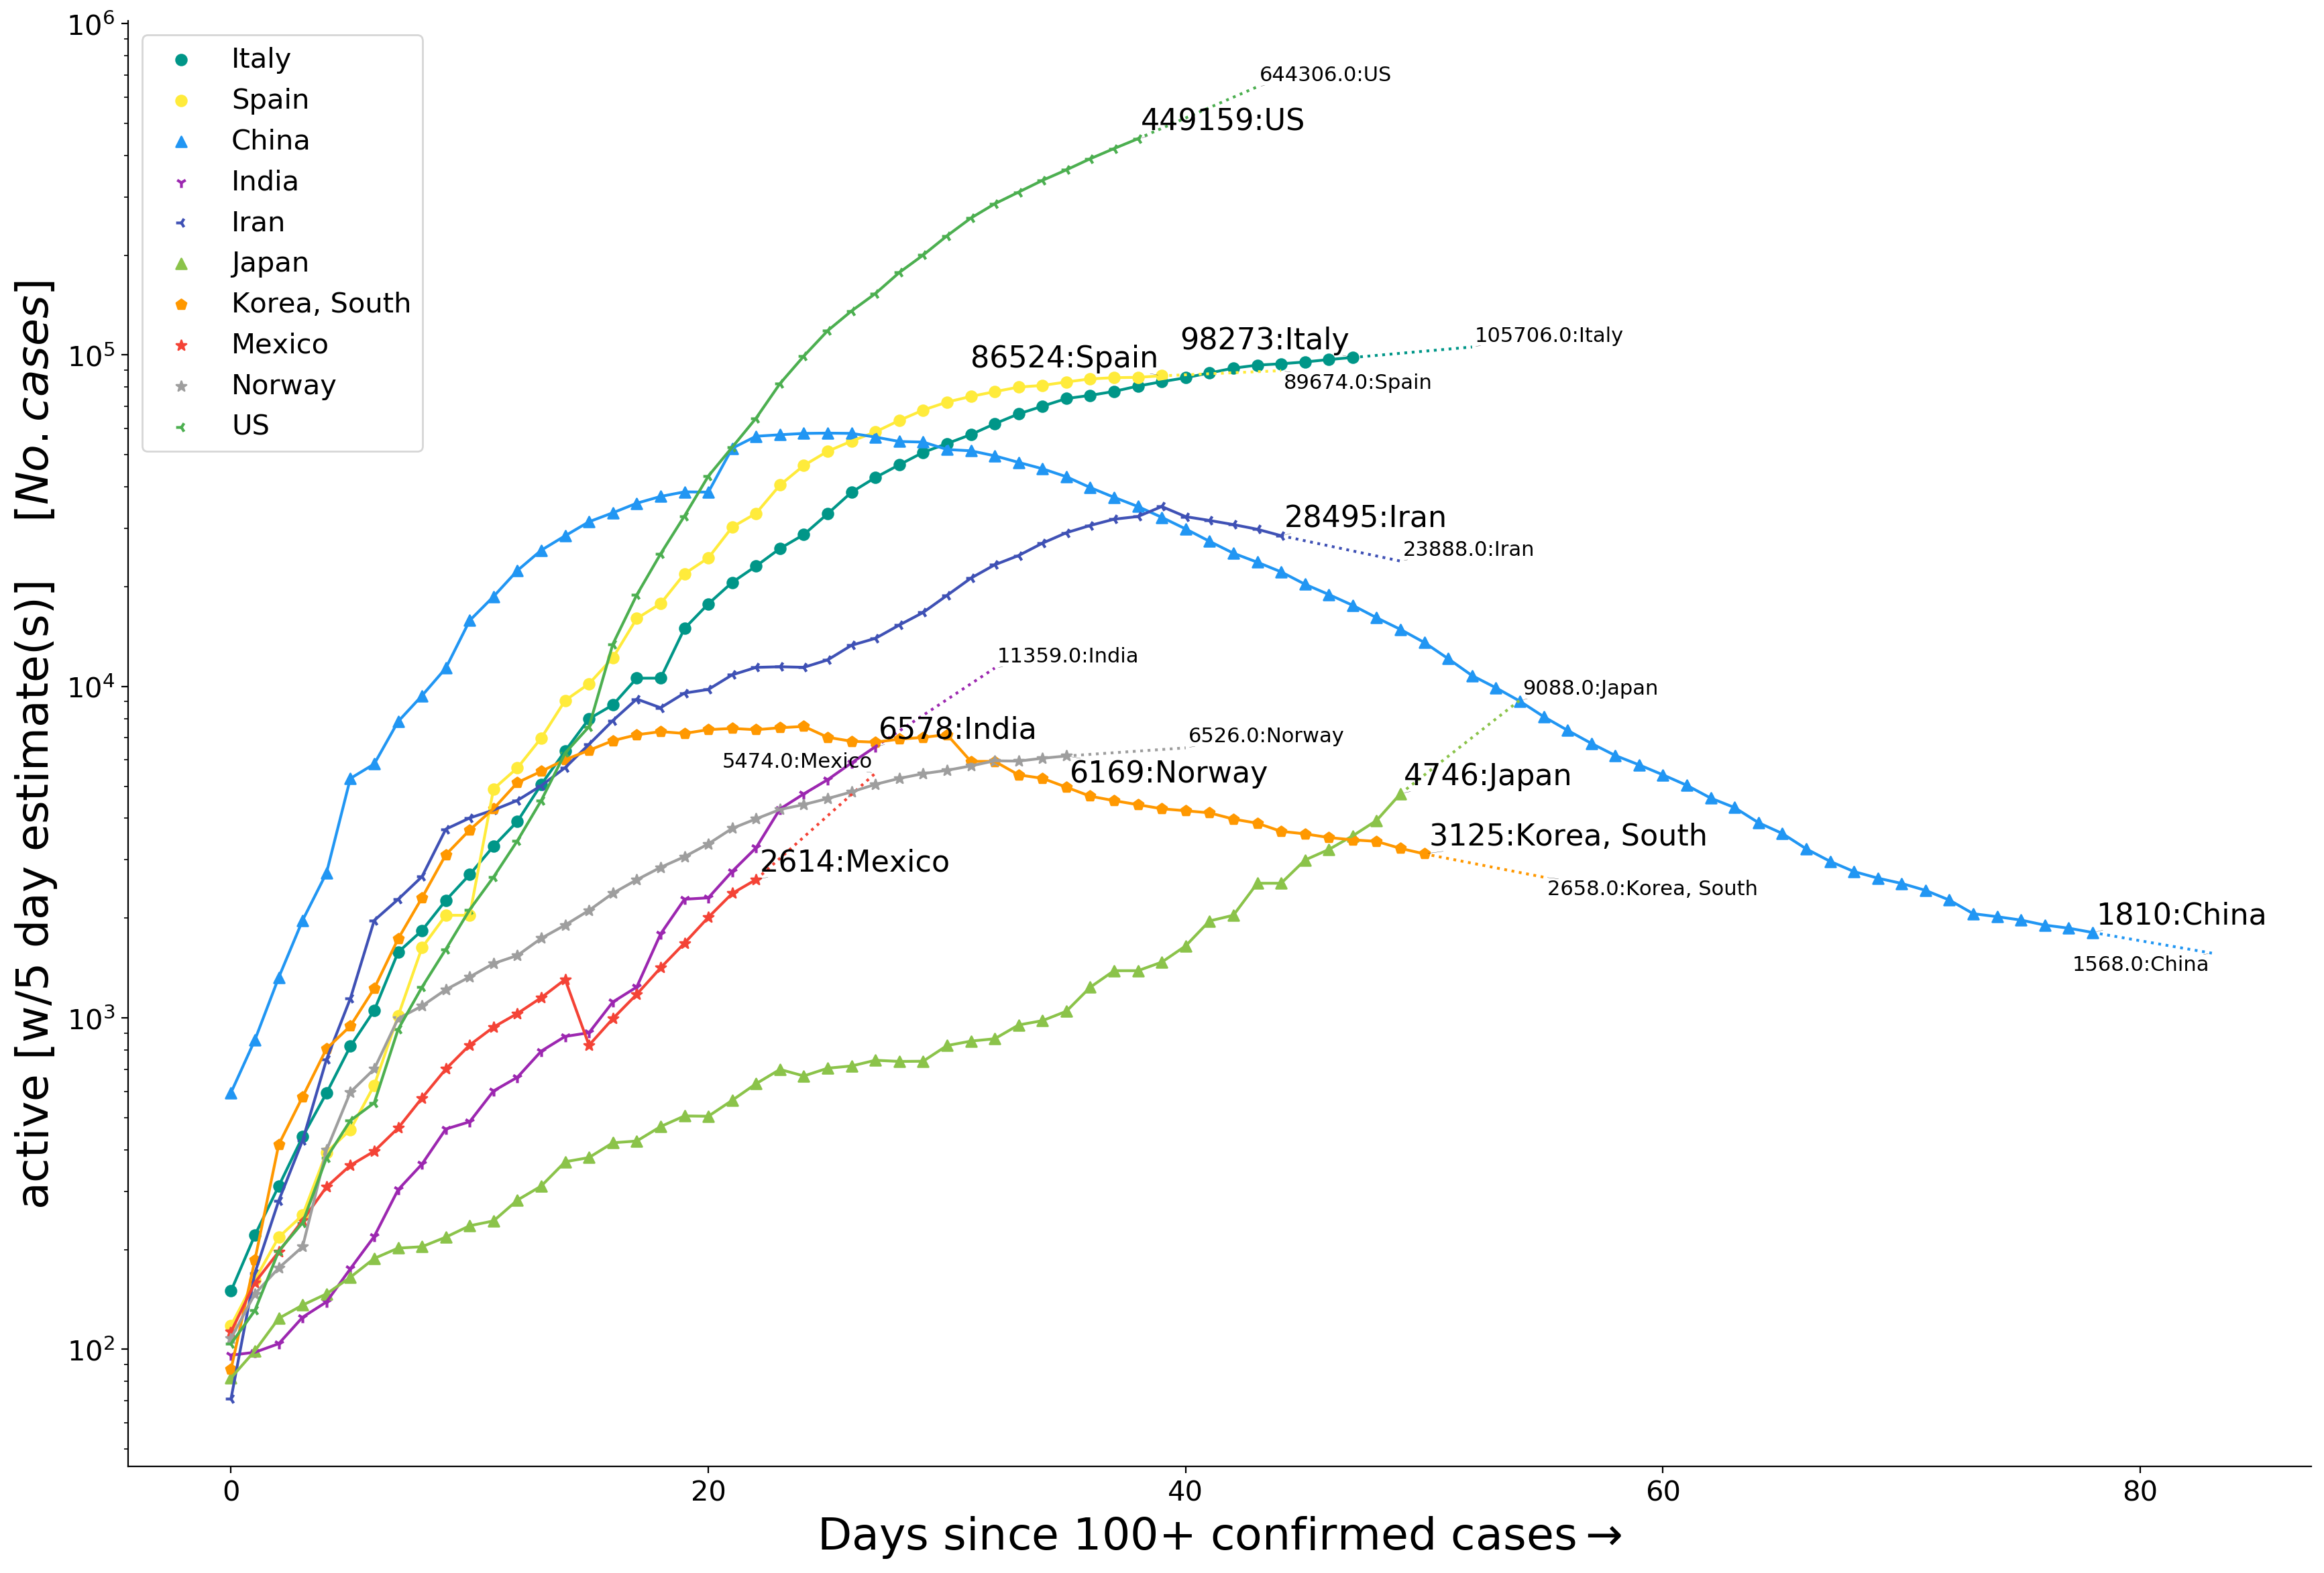 10^6
10^5
10^4
10^3
10^2
active [w/5 day estimate(s)] [No. cases]
Italy
Spain
China
India
Iran
Japan
Korea, South
Mexico
Norway
US
644306.0:US
449159:US
98273:Italy
105706.0:Italy
86524:Spain
89674.0:Spain
28495:Iran
23888.0:Iran
11359.0:India
9088.0:Japan
6578:India
6526.0:Norway
5474.0:Mexico
6169:Norway
4746:Japan
3125:Korea, South
2614:Mexico
2658.0:Korea, South
1810:China
1568.0:China
0 20 40 60 80
Days since 100+ confirmed cases→